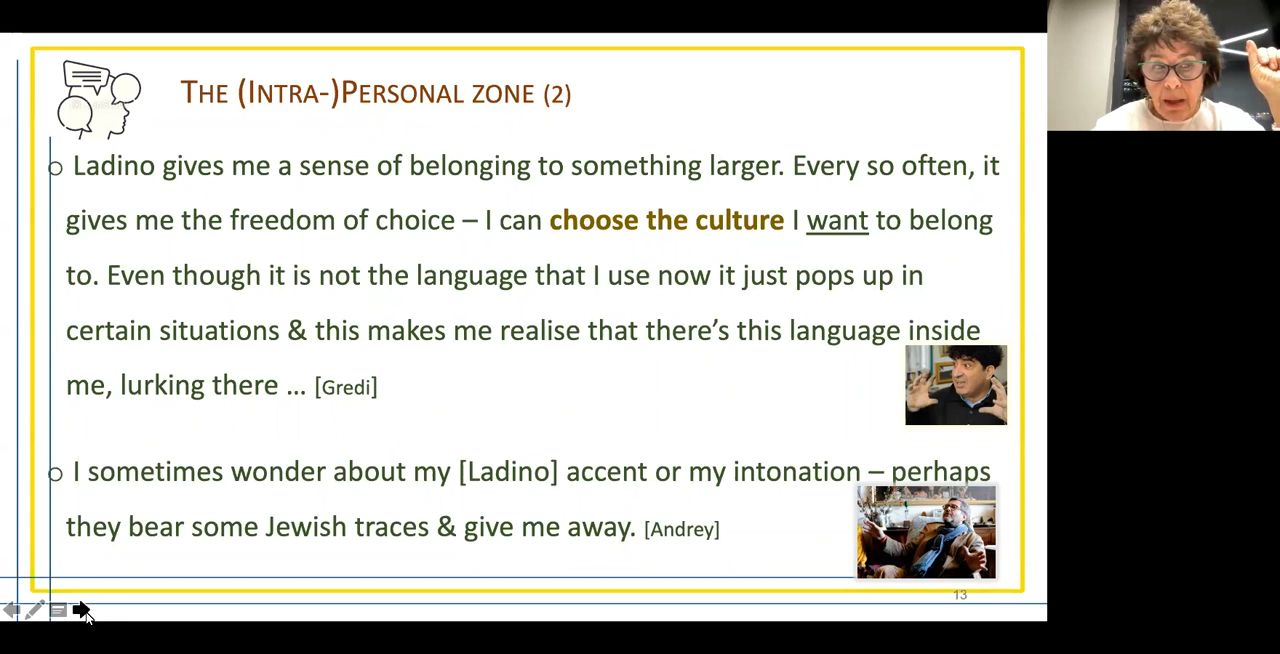 THE (INTRA-)PERSONAL ZONE (2)
Ladino gives me a sense of belonging to something larger. Every so often, it
gives me the freedom of choice – I can choose the culture I want to belong
to. Even though it is not the language that I use now it just pops up in
certain situations & this makes me realise that there’s this language inside
me, lurking there … [Gredi]
I sometimes wonder about my [Ladino] accent or my intonation – perhaps
they bear some Jewish traces & give me away. [Andrey]
13